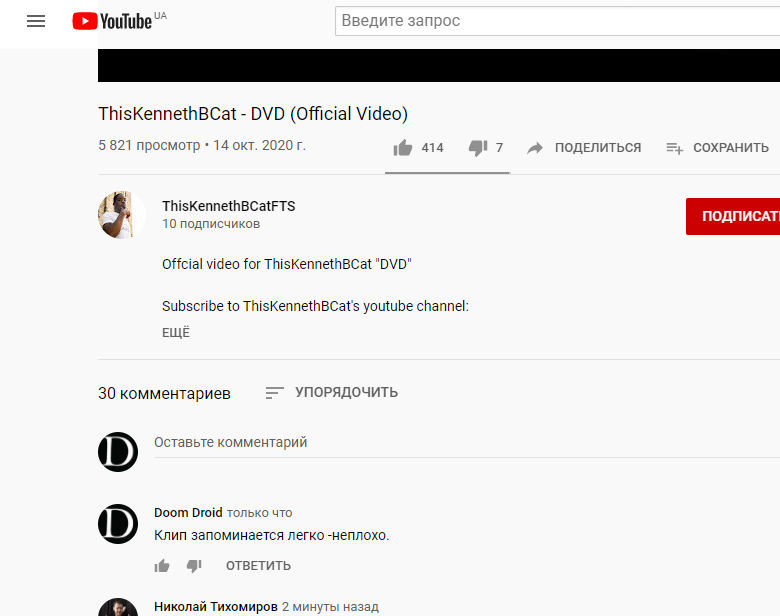 YouTube UA
Введите запрос
ThisKennethBCat - DVD (Official Video)
5 821 просмотр • 14 окт. 2020 г.
414
7
ПОДЕЛИТЬСЯ
СОХРАНИТЬ
ThisKennethBCatFTS
10 подписчиков
ПОДПИСАТ
Offcial video for ThisKennethBCat "DVD"
Subscribe to ThisKennethBCat's youtube channel:
ЕЩЁ
30 комментариев
УПОРЯДОЧИТЬ
Оставьте комментарий
Doom Droid только что
Клип запоминается легко -неплохо.
ОТВЕТИТЬ
Николай Тихомиров 2 минуты назад